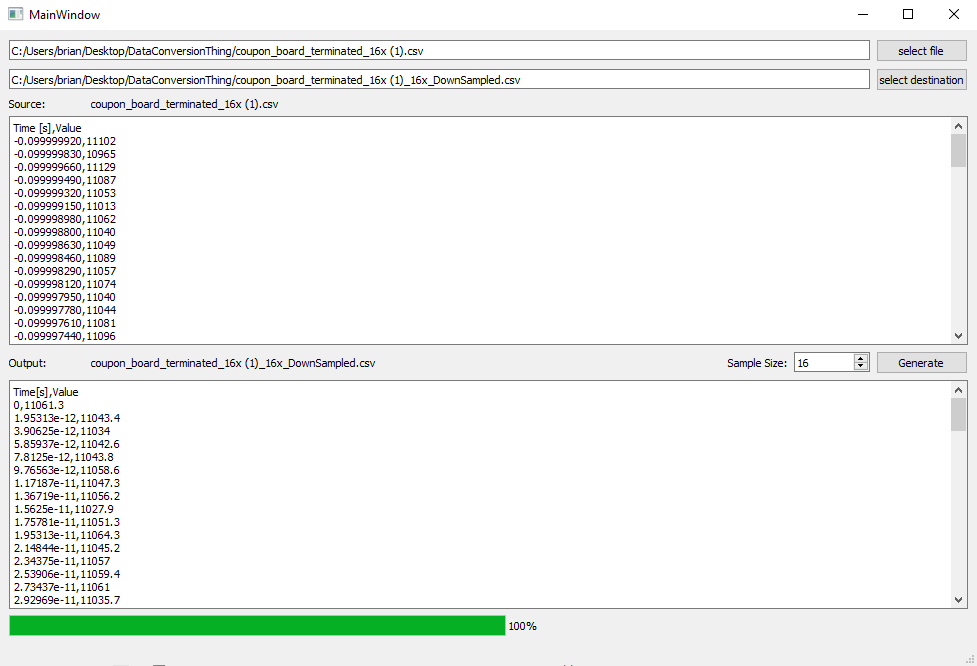 MainWindow
C:/Users/brian/Desktop/DataConversionThing/coupon_board_terminated_16x (1).csv
select file
C:/Users/brian/Desktop/DataConversionThing/coupon_board_terminated_16x (1)_16x_DownSampled.csv
select destination
Source: coupon_board_terminated_16x (1).csv
Time [s],Value
-0.099999920,11102
-0.099999830,10965
-0.099999660,11129
-0.099999490,11087
-0.099999320,11053
-0.099999150,11013
-0.099998980,11062
-0.099998800,11040
-0.099998630,11049
-0.099998460,11089
-0.099998290,11057
-0.099998120,11074
-0.099997950,11040
-0.099997780,11044
-0.099997610,11081
-0.099997440,11096
Output: coupon_board_terminated_16x (1)_16x_DownSampled.csv
Sample Size: 16
Generate
Time[s],Value
0,11061.3
1.95313e-12,11043.4
3.90625e-12,11034
5.85937e-12,11042.6
7.8125e-12,11043.8
9.76563e-12,11058.6
1.17187e-11,11047.3
1.36719e-11,11056.2
1.5625e-11,11027.9
1.75781e-11,11051.3
1.95313e-11,11064.3
2.14844e-11,11045.2
2.34375e-11,11057
2.53906e-11,11059.4
2.73437e-11,11061
2.92969e-11,11035.7
100%